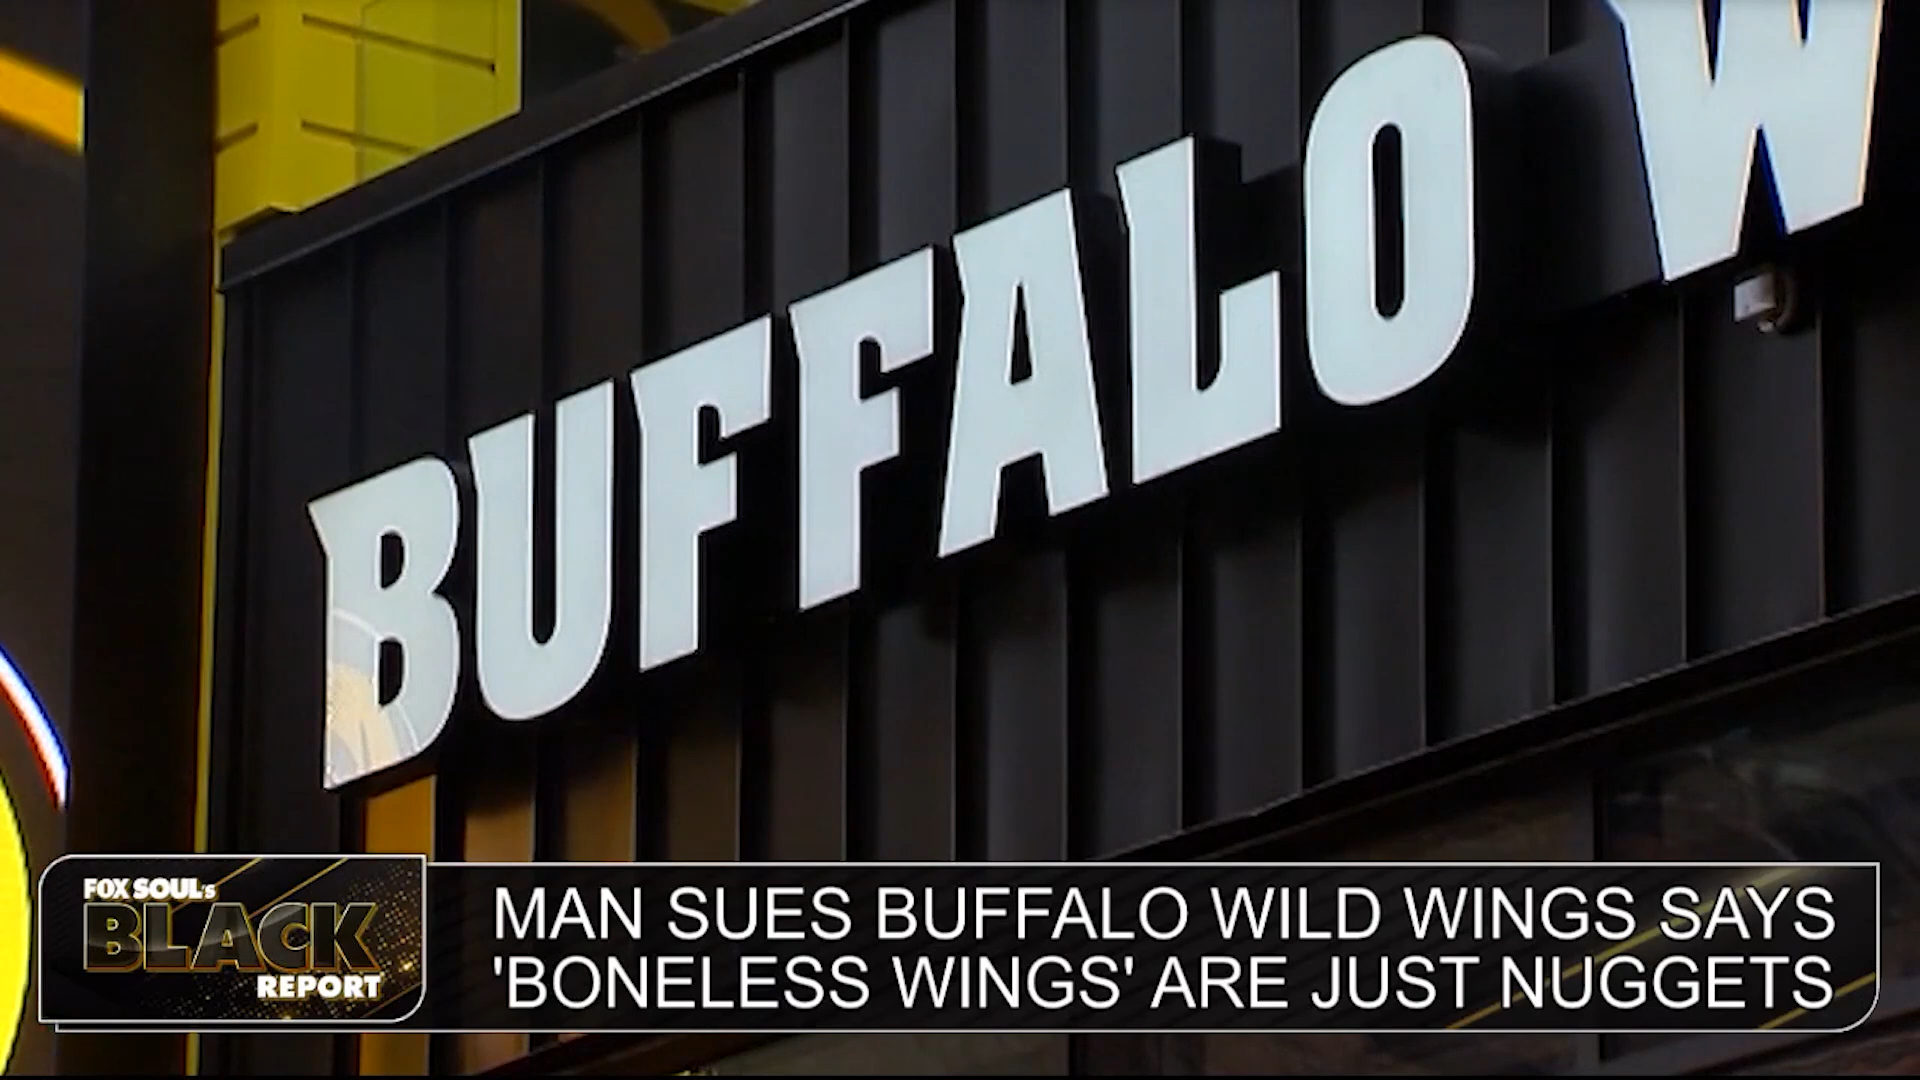 BUFFALO W
FOX SOUL's
BLACK
REPORT
MAN SUES BUFFALO WILD WINGS SAYS
'BONELESS WINGS' ARE JUST NUGGETS